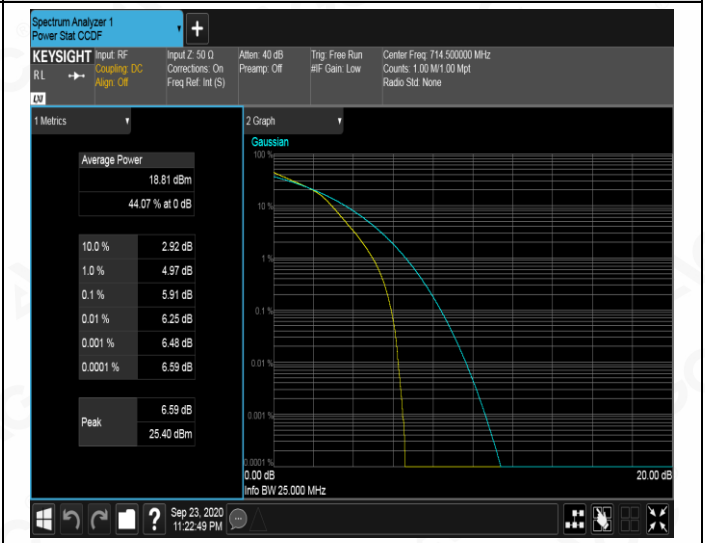 Spectrum Analyzer 1
Power Stat CCDF
+
KEYSIGHT
RL
LXI
Input: RF
Coupling: DC
Align: Off
Input Z: 50 Ω
Corrections: On
Freq Ref: Int (S)
Atten: 40 dB
Preamp: Off
Trig: Free Run
#IF Gain: Low
Center Freq: 714.500000 MHz
Counts: 1.00 M/1.00 Mpt
Radio Std: None
1 Metrics
Average Power
18.81 dBm
44.07 % at 0 dB
10.0 % 2.92 dB
1.0 % 4.97 dB
0.1 % 5.91 dB
0.01 % 6.25 dB
0.001 % 6.48 dB
0.0001 % 6.59 dB
Peak
6.59 dB
25.40 dBm
2 Graph
Gaussian
100 %
10 %
1 %
0.1 %
0.01 %
0.001 %
0.0001 %
0.00 dB 20.00 dB
Info BW 25.000 MHz
?
Sep 23, 2020
11:22:49 PM